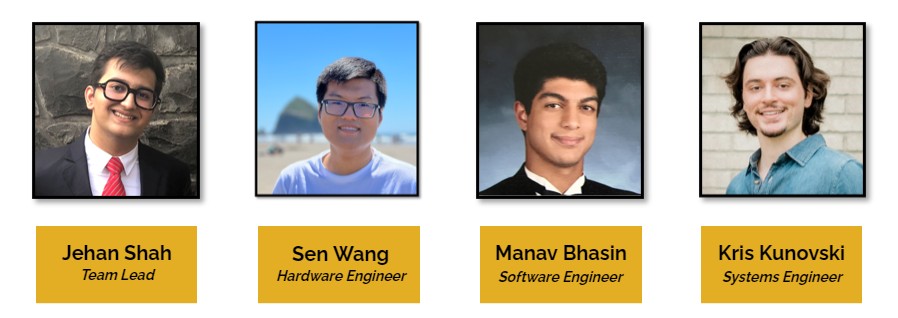 Jehan Shah
Team Lead
Sen Wang
Hardware Engineer
Manav Bhasin
Software Engineer
Kris Kunovski
Systems Engineer